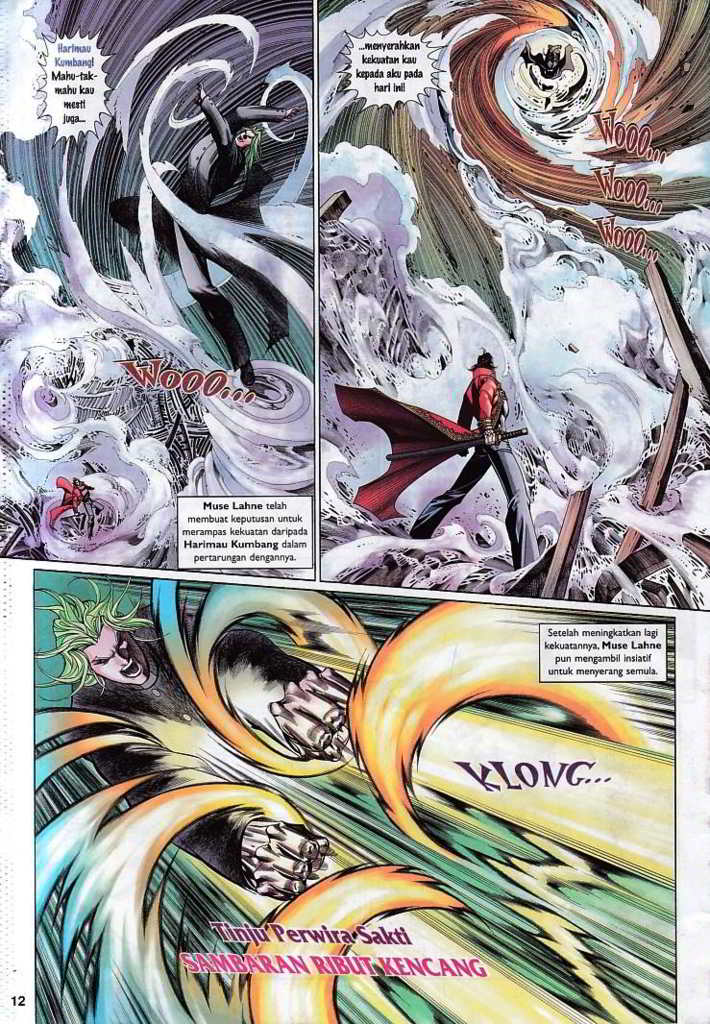 Harimau
Kumbang!
Mahu-tak-
mahu kau
mesti
juga...
WOOO...
Muse Lahne telah
membuat keputusan untuk
merampas kekuatan daripada
Harimau Kumbang dalam
pertarungan dengannya.
...menyerahkan
kekuatan kau
kepada aku pada
hari ini!
WOOO...
WOOO...
WOOO...
Setelah meningkatkan lagi
kekuatannya, Muse Lahne
pun mengambil insiatif
untuk menyerang semula.
KLONG...
Tinju Perwira Sakti
SAMBARAN RIBUT KENCANG
12